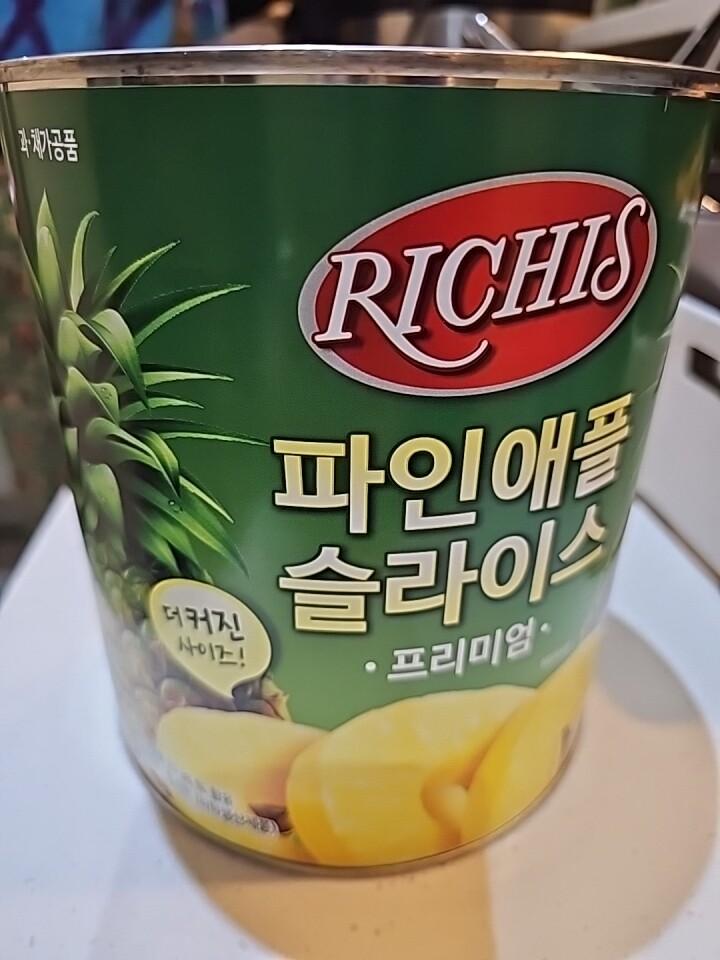 과·채가공품
RICHIS
파인애플
슬라이스
·프리미엄·
더 커진
사이즈!